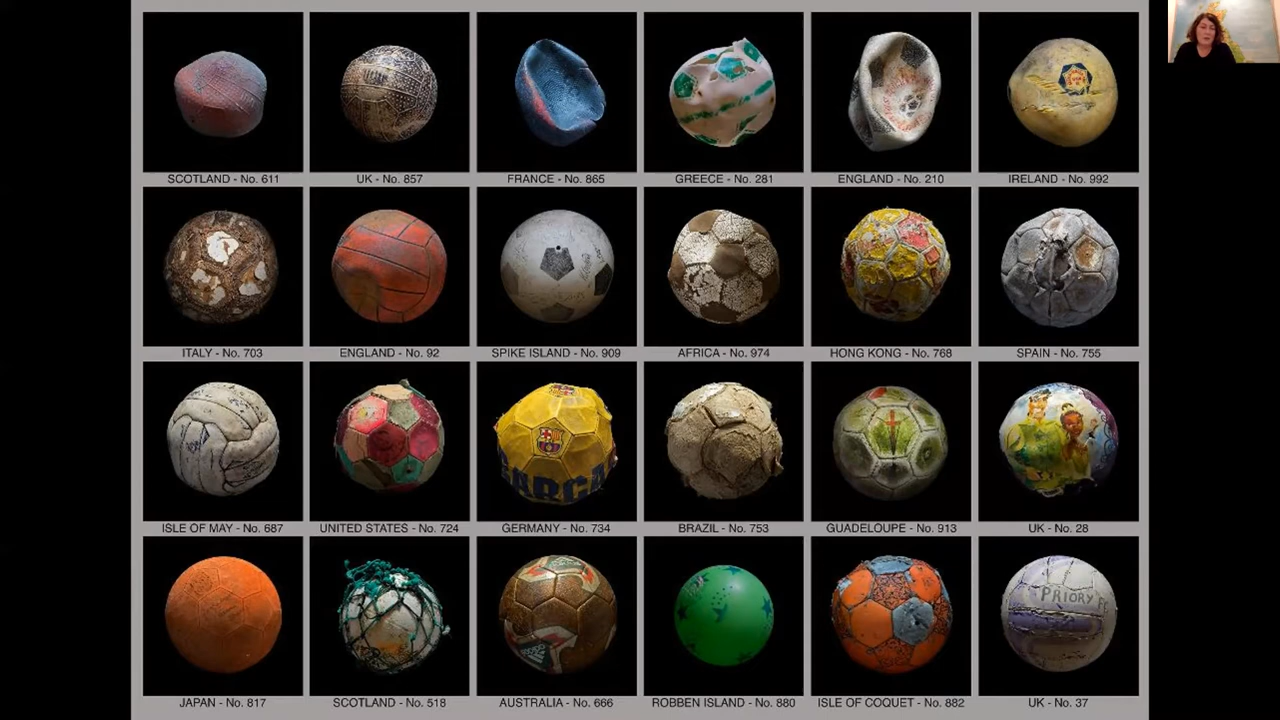 SCOTLAND - No. 611
UK - No. 857
FRANCE - No. 865
GREECE - No. 281
ENGLAND - No. 210
IRELAND - No. 992
ITALY - No. 703
ENGLAND - No. 92
SPIKE ISLAND - No. 909
AFRICA - No. 974
HONG KONG - No. 768
SPAIN - No. 755
BARCA
ISLE OF MAY - No. 687
UNITED STATES - No. 724
GERMANY - No. 734
BRAZIL - No. 753
GUADELOUPE - No. 913
UK - No. 28
PRIORY
JAPAN - No. 817
SCOTLAND - No. 518
AUSTRALIA - No. 666
ROBBEN ISLAND - No. 880
ISLE OF COQUET - No. 882
UK - No. 37